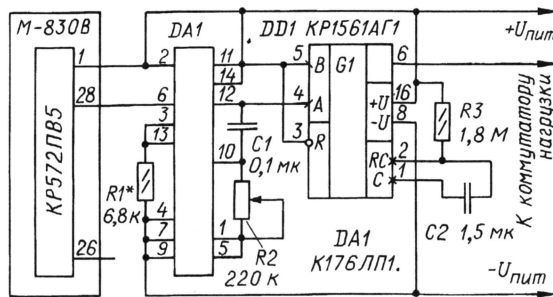 М-830В
DA1
DD1 КР1561АГ1
+Uпит
КР572ПВ5
1
28
26
2
6
3
13
4
7
9
11
14
12
10
1
5
R1*
6,8к
C1
0,1 мк
R2
220 к
5
4
3
B
A
R
G1
+U
-U
RC
C
6
16
8
2
1
R3
1,8 М
C2 1,5 мк
DA1
К176ЛП1.
К коммутатору
нагрузки
-Uпит